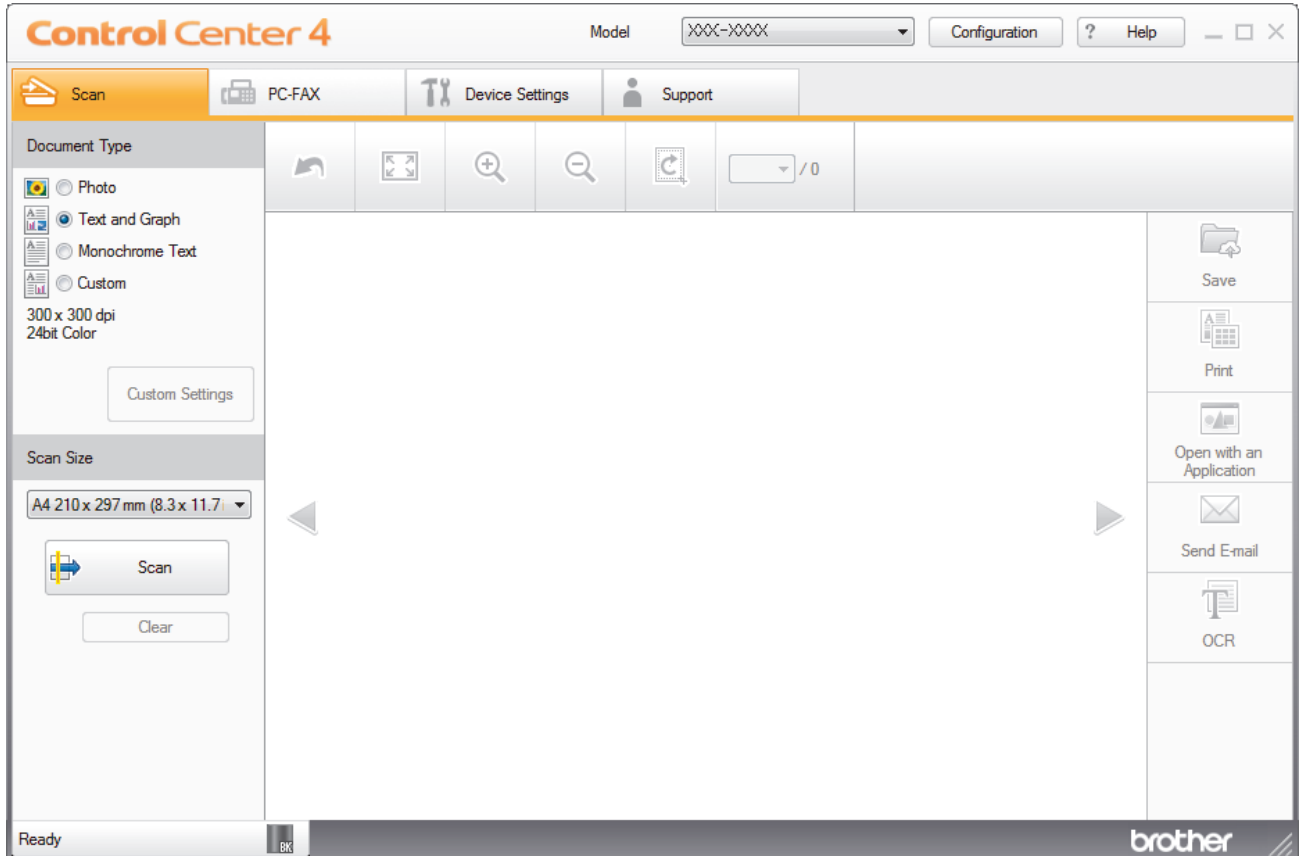 Control Center 4
Model XXX-XXXX Configuration ? Help
Scan PC-FAX Device Settings Support
Document Type
Photo
Text and Graph
Monochrome Text
Custom
300 x 300 dpi
24bit Color
Custom Settings
Scan Size
A4 210 x 297 mm (8.3 x 11.7
Scan
Clear
/ 0
Save
Print
Open with an
Application
Send E-mail
OCR
Ready
BK
brother